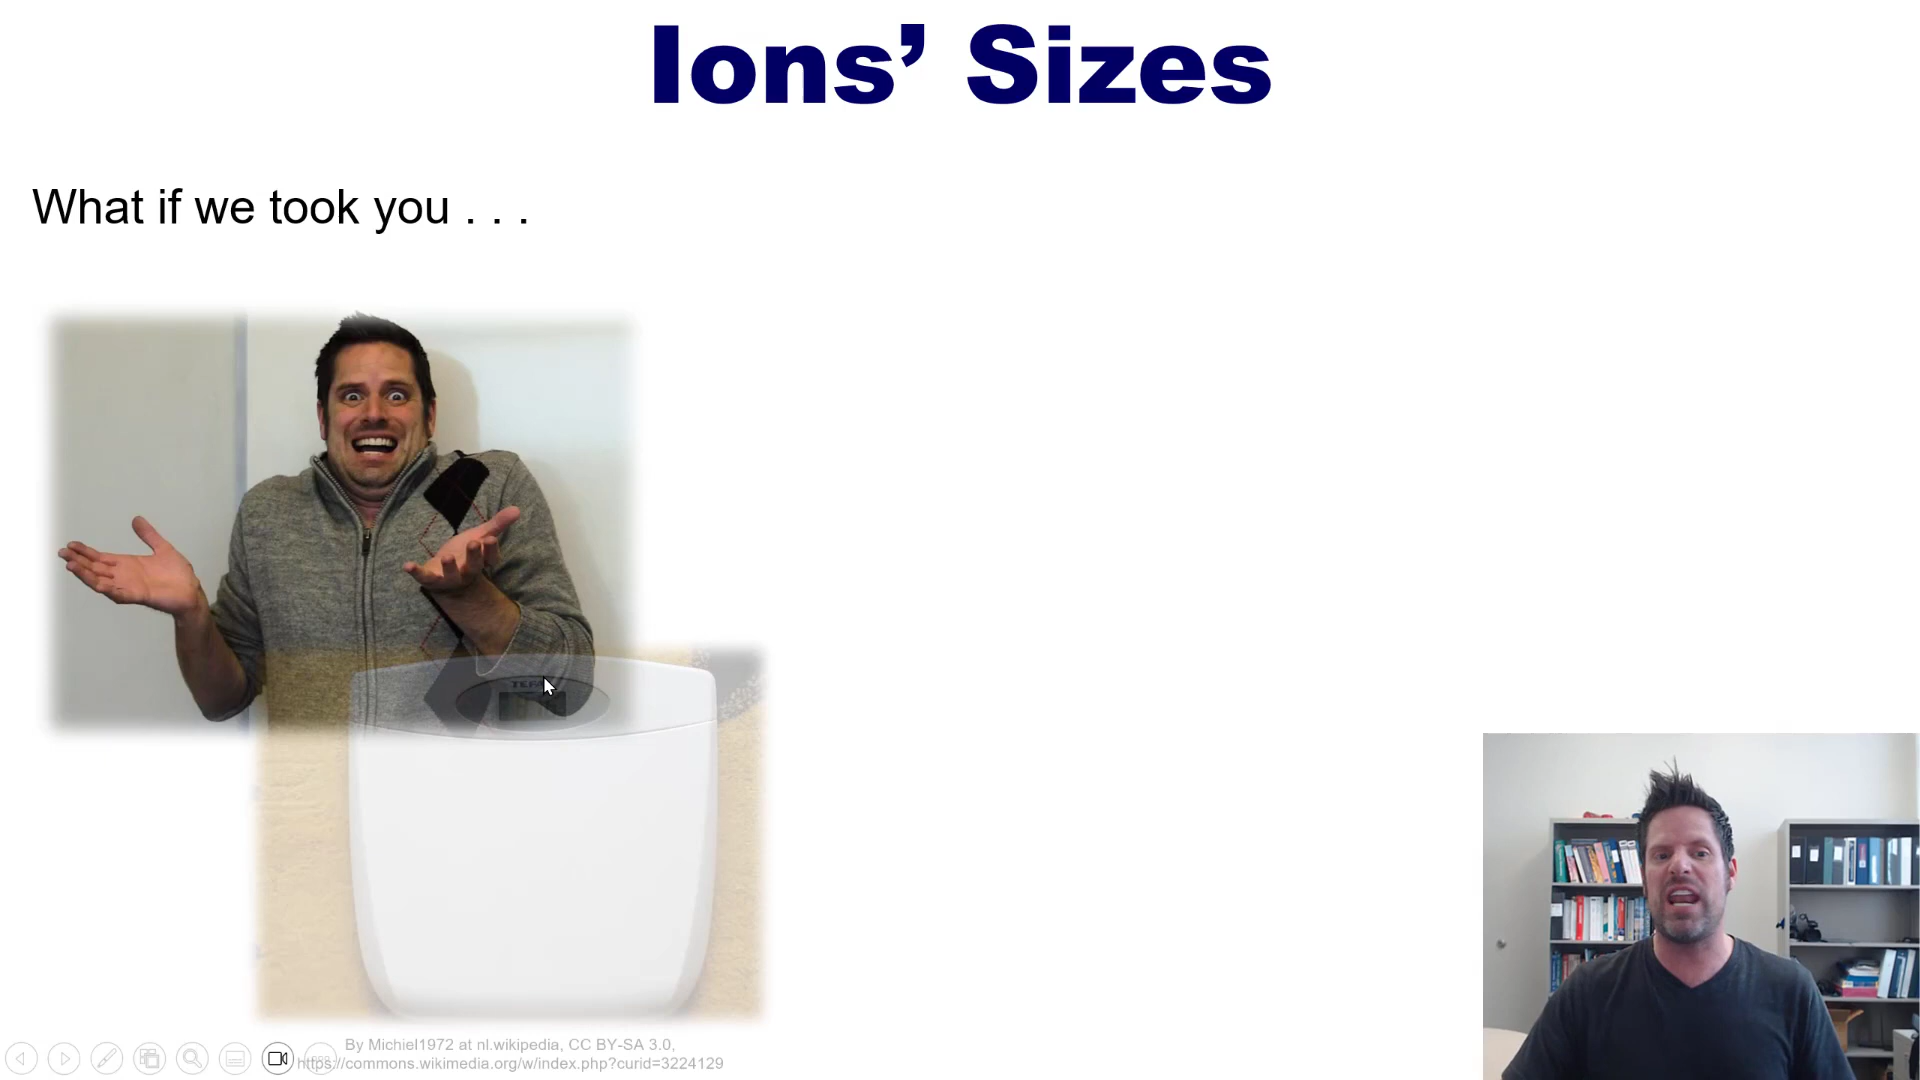 Ions’ Sizes
What if we took you . . .
By Michiel1972 at nl.wikipedia, CC BY-SA 3.0,
https://commons.wikimedia.org/w/index.php?curid=3224129